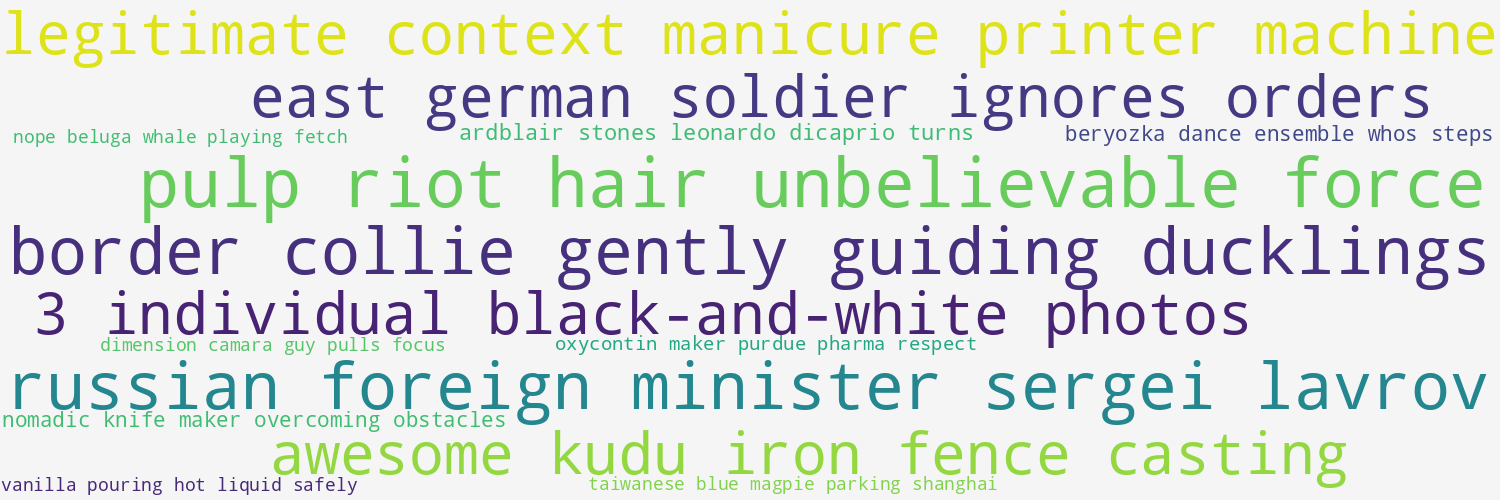 legitimate context manicure printer machine
east german soldier ignores orders
nope beluga whale playing fetch
ardblair stones leonardo dicaprio turns
beryozka dance ensemble whos steps
pulp riot hair unbelievable force
border collie gently guiding ducklings
3 individual black-and-white photos
dimension camara guy pulls focus
oxycontin maker purdue pharma respect
russian foreign minister sergei lavrov
nomadic knife maker overcoming obstacles
awesome kudu iron fence casting
vanilla pouring hot liquid safely
taiwanese blue magpie parking shanghai